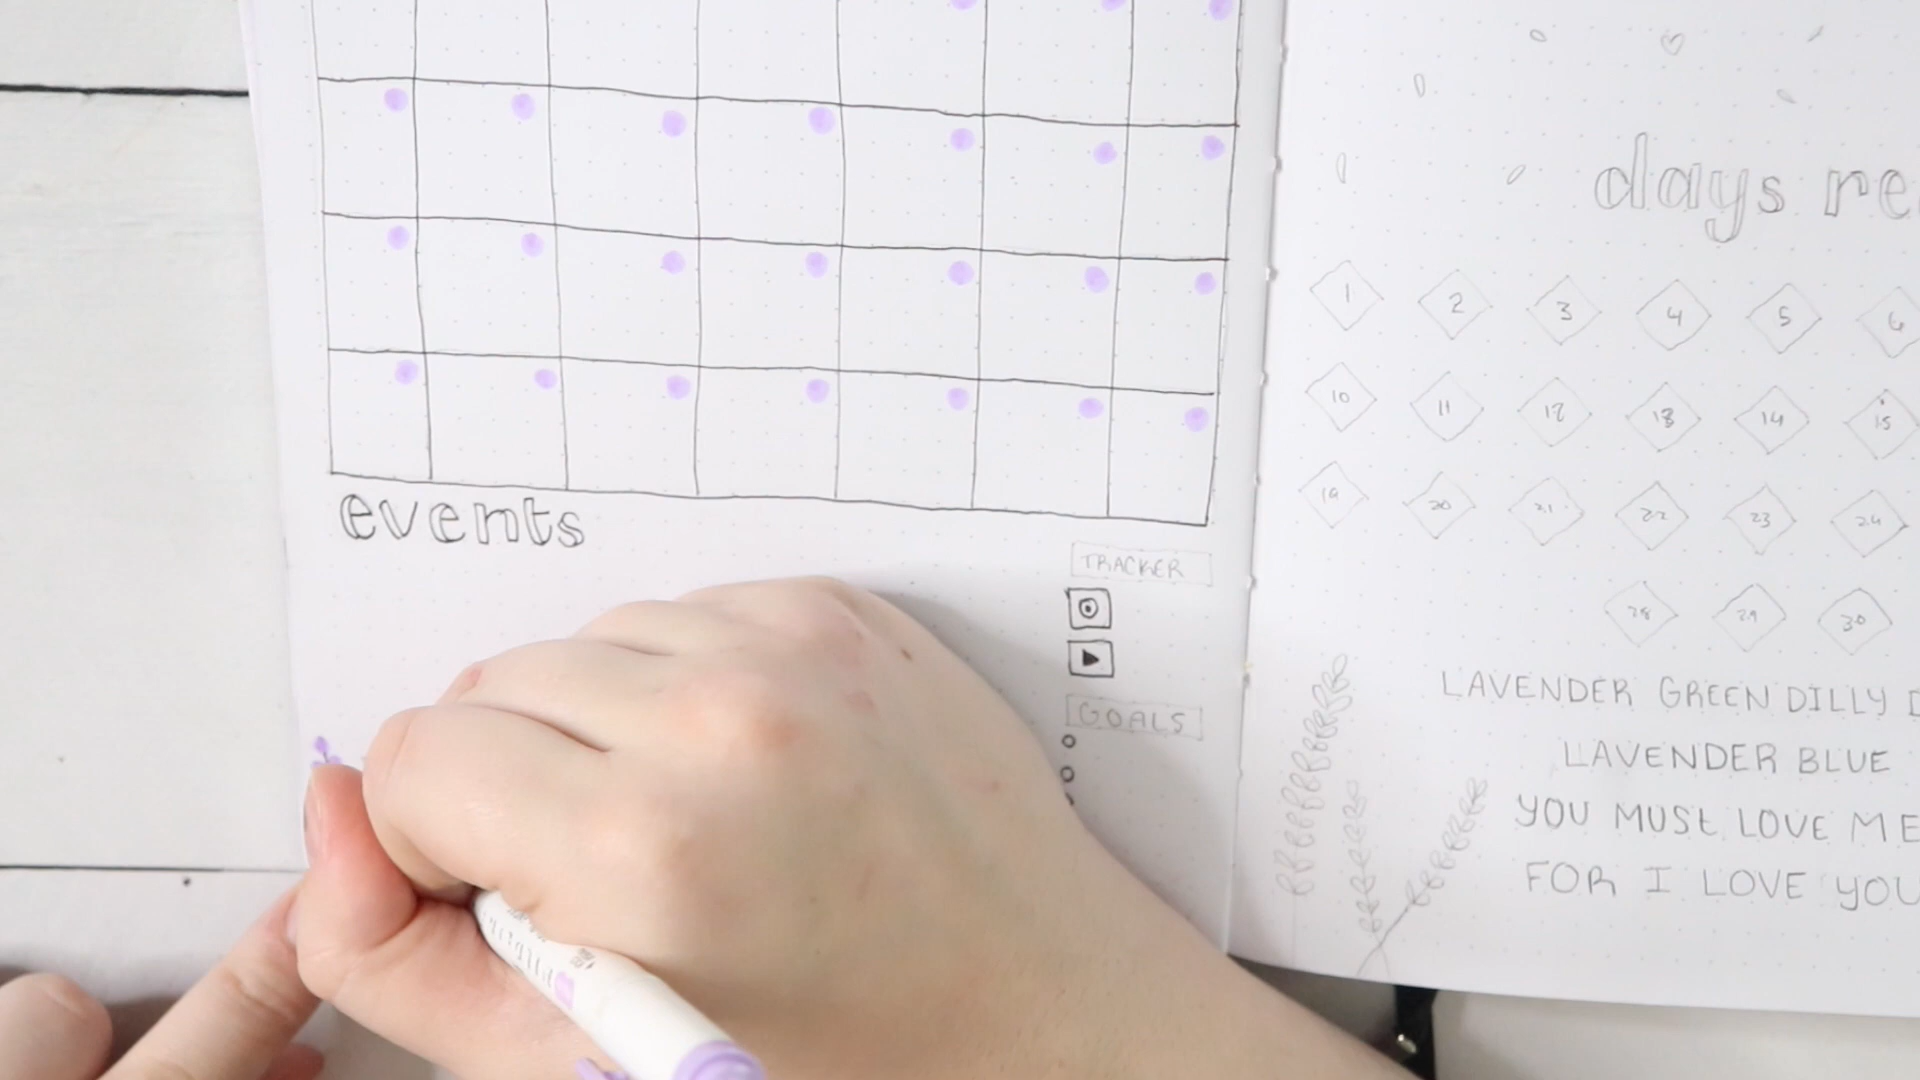 events
TRACKER
GOALS
days re
1 2 3 4 5 6
10 11 12 13 14 15
19 20 21 22 23 24
28 29 30
LAVENDER GREEN DILLY D
LAVENDER BLUE
YOU MUST LOVE ME
FOR I LOVE YOU